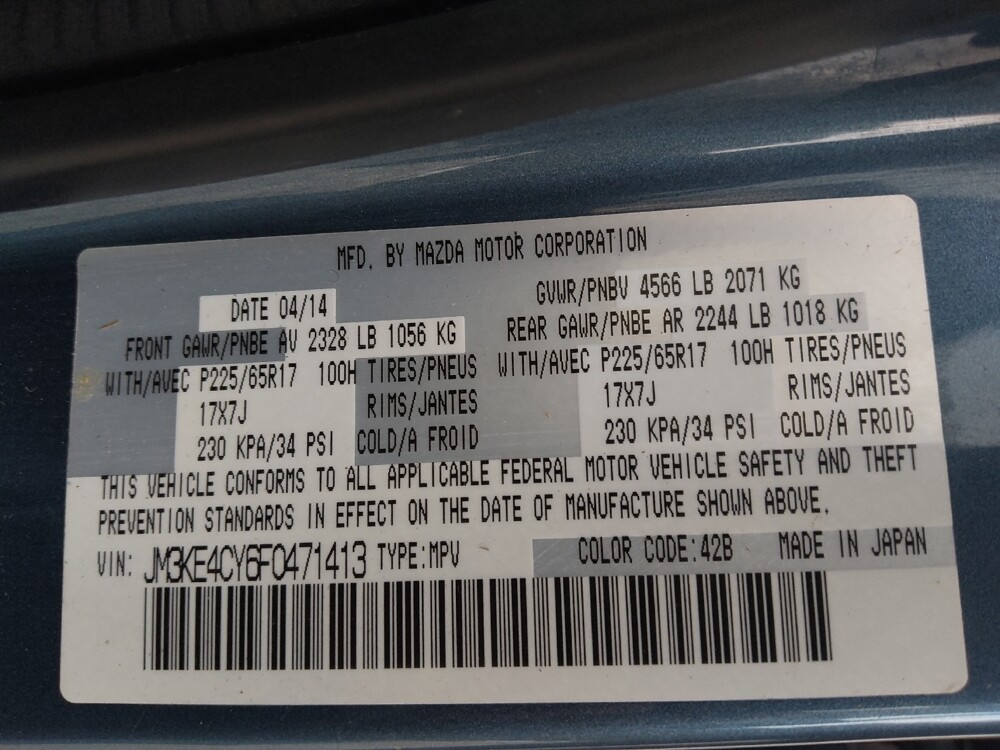 MFD. BY MAZDA MOTOR CORPORATION
DATE 04/14 GVWR/PNBV 4566 LB 2071 KG
FRONT GAWR/PNBE AV 2328 LB 1056 KG REAR GAWR/PNBE AR 2244 LB 1018 KG
WITH/AVEC P225/65R17 100H TIRES/PNEUS WITH/AVEC P225/65R17 100H TIRES/PNEUS
17X7J RIMS/JANTES 17X7J RIMS/JANTES
230 KPA/34 PSI COLD/A FROID 230 KPA/34 PSI COLD/A FROID
THIS VEHICLE CONFORMS TO ALL APPLICABLE FEDERAL MOTOR VEHICLE SAFETY AND THEFT
PREVENTION STANDARDS IN EFFECT ON THE DATE OF MANUFACTURE SHOWN ABOVE.
VIN: JM3KE4CY6F0471413 TYPE:MPV COLOR CODE:42B MADE IN JAPAN